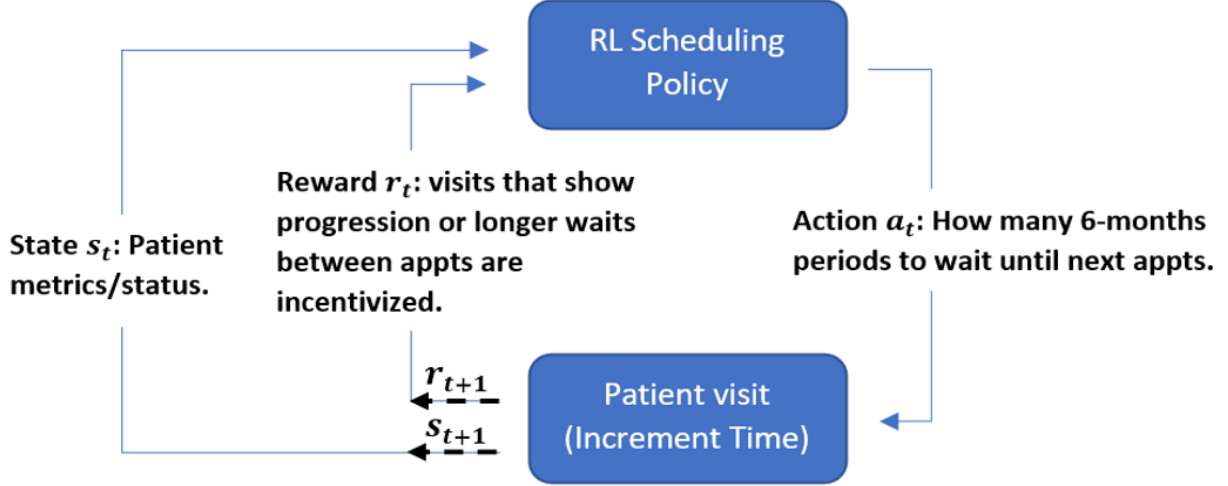 RL Scheduling
Policy
Reward r_t: visits that show
progression or longer waits
between appts are
incentivized.
State s_t: Patient
metrics/status.
Action a_t: How many 6-months
periods to wait until next appts.
r_{t+1}
s_{t+1}
Patient visit
(Increment Time)